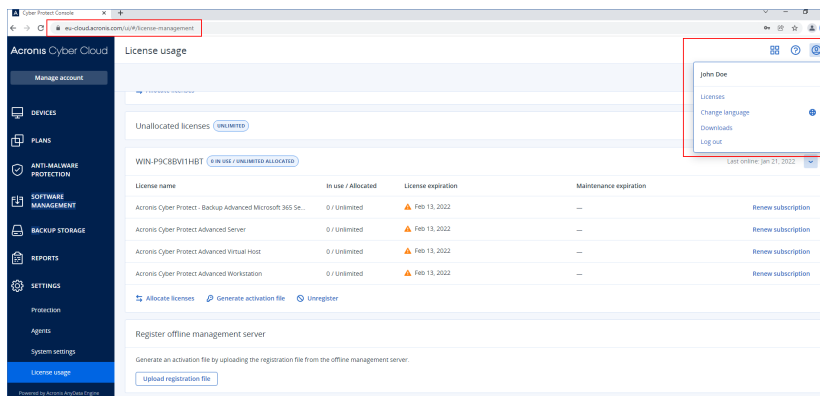 Cyber Protect Console
eu-cloud.acronis.com/ui/#/license-management
Acronis Cyber Cloud
License usage
Manage account
John Doe
Licenses
Change language
Downloads
Log out
DEVICES
PLANS
ANTI-MALWARE
PROTECTION
SOFTWARE
MANAGEMENT
BACKUP STORAGE
REPORTS
SETTINGS
Protection
Agents
System settings
License usage
Powered by Acronis AnyData Engine
Unallocated licenses UNLIMITED
WIN-P9C8BVI1HBT 0 IN USE / UNLIMITED ALLOCATED Last online: Jan 21, 2022
License name In use / Allocated License expiration Maintenance expiration
Acronis Cyber Protect - Backup Advanced Microsoft 365 Se... 0 / Unlimited Feb 13, 2022 — Renew subscription
Acronis Cyber Protect Advanced Server 0 / Unlimited Feb 13, 2022 — Renew subscription
Acronis Cyber Protect Advanced Virtual Host 0 / Unlimited Feb 13, 2022 — Renew subscription
Acronis Cyber Protect Advanced Workstation 0 / Unlimited Feb 13, 2022 — Renew subscription
Allocate licenses Generate activation file Unregister
Register offline management server
Generate an activation file by uploading the registration file from the offline management server.
Upload registration file